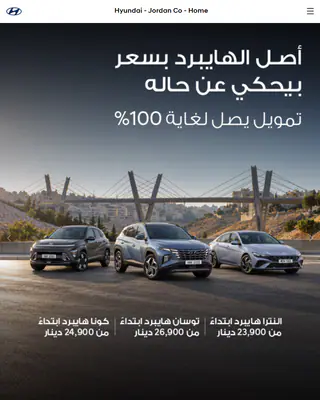 Hyundai - Jordan Co - Home
أصل الهايبرد بسعر
بيحكي عن حاله
تمويل يصل لغاية 100%
النترا هايبرد ابتداءً
من 23,900 دينار
توسان هايبرد ابتداءً
من 26,900 دينار
كونا هايبرد ابتداءً
من 24,900 دينار